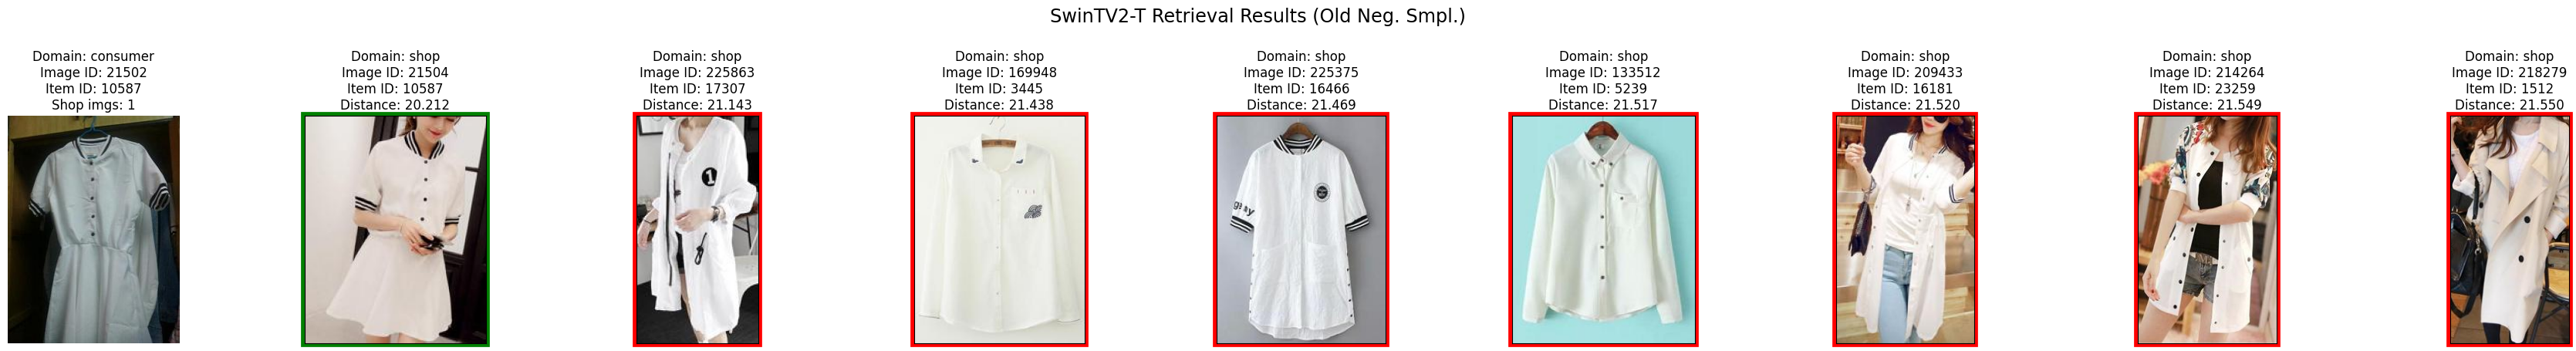 SwinTV2-T Retrieval Results (Old Neg. Smpl.)
Domain: consumer
Image ID: 21502
Item ID: 10587
Shop imgs: 1
Domain: shop
Image ID: 21504
Item ID: 10587
Distance: 20.212
Domain: shop
Image ID: 225863
Item ID: 17307
Distance: 21.143
1
Domain: shop
Image ID: 169948
Item ID: 3445
Distance: 21.438
Domain: shop
Image ID: 225375
Item ID: 16466
Distance: 21.469
Domain: shop
Image ID: 133512
Item ID: 5239
Distance: 21.517
Domain: shop
Image ID: 209433
Item ID: 16181
Distance: 21.520
Domain: shop
Image ID: 214264
Item ID: 23259
Distance: 21.549
Domain: shop
Image ID: 218279
Item ID: 1512
Distance: 21.550